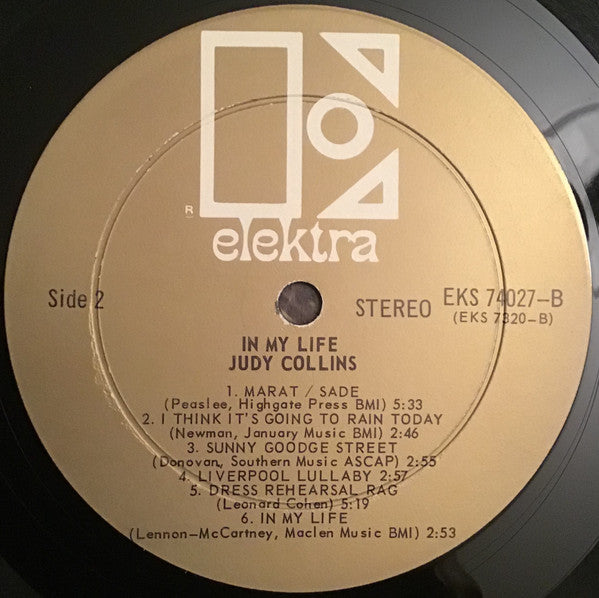 R
elektra
Side 2
STEREO
EKS 74027-B
(EKS 7320-B)
IN MY LIFE
JUDY COLLINS
1. MARAT / SADE
(Peaslee, Highgate Press BMI) 5:33
2. I THINK IT'S GOING TO RAIN TODAY
(Newman, January Music BMI) 2:46
3. SUNNY GOODGE STREET
(Donovan, Southern Music ASCAP) 2:55
4. LIVERPOOL LULLABY 2:57
5. DRESS REHEARSAL RAG
(Leonard Cohen) 5:19
6. IN MY LIFE
(Lennon-McCartney, Maclen Music BMI) 2:53